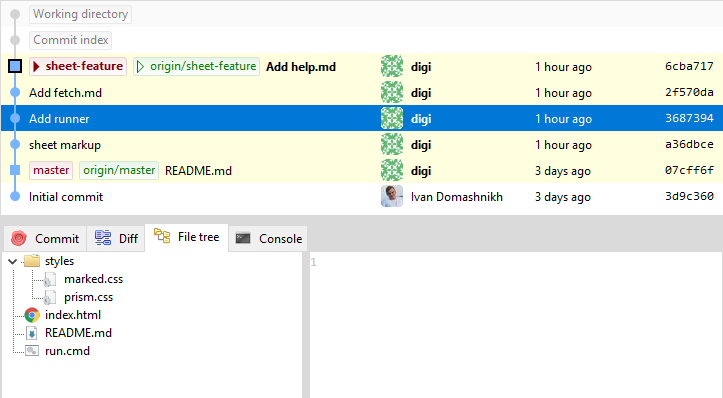 Working directory
Commit index
sheet-feature origin/sheet-feature Add help.md digi 1 hour ago 6cba717
Add fetch.md digi 1 hour ago 2f570da
Add runner digi 1 hour ago 3687394
sheet markup digi 1 hour ago a36dbce
master origin/master README.md digi 3 days ago 07cff6f
Initial commit Ivan Domashnikh 3 days ago 3d9c360
Commit Diff File tree Console
styles 1
marked.css
prism.css
index.html
README.md
run.cmd